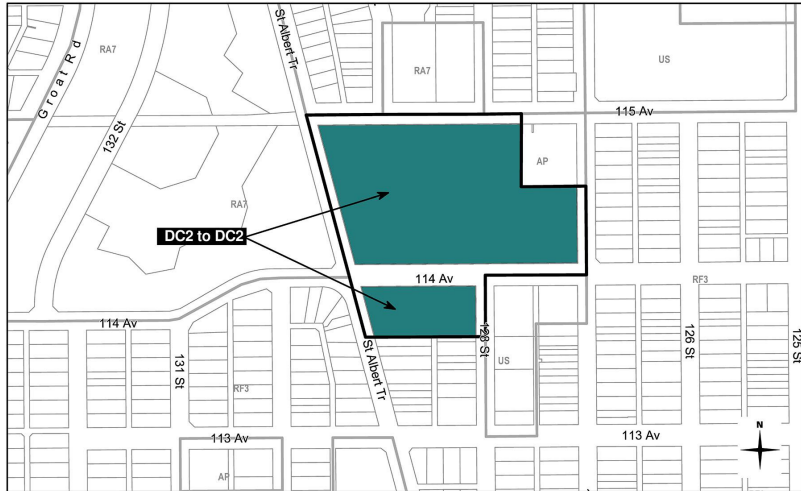 St Albert Tr
Groat Rd
RA7
132 St
RA7
US
115 Av
AP
RA7
DC2 to DC2
114 Av
RF3
114 Av
128 St
131 St
St Albert Tr
US
126 St
125 St
RF3
113 Av
113 Av
N
AP